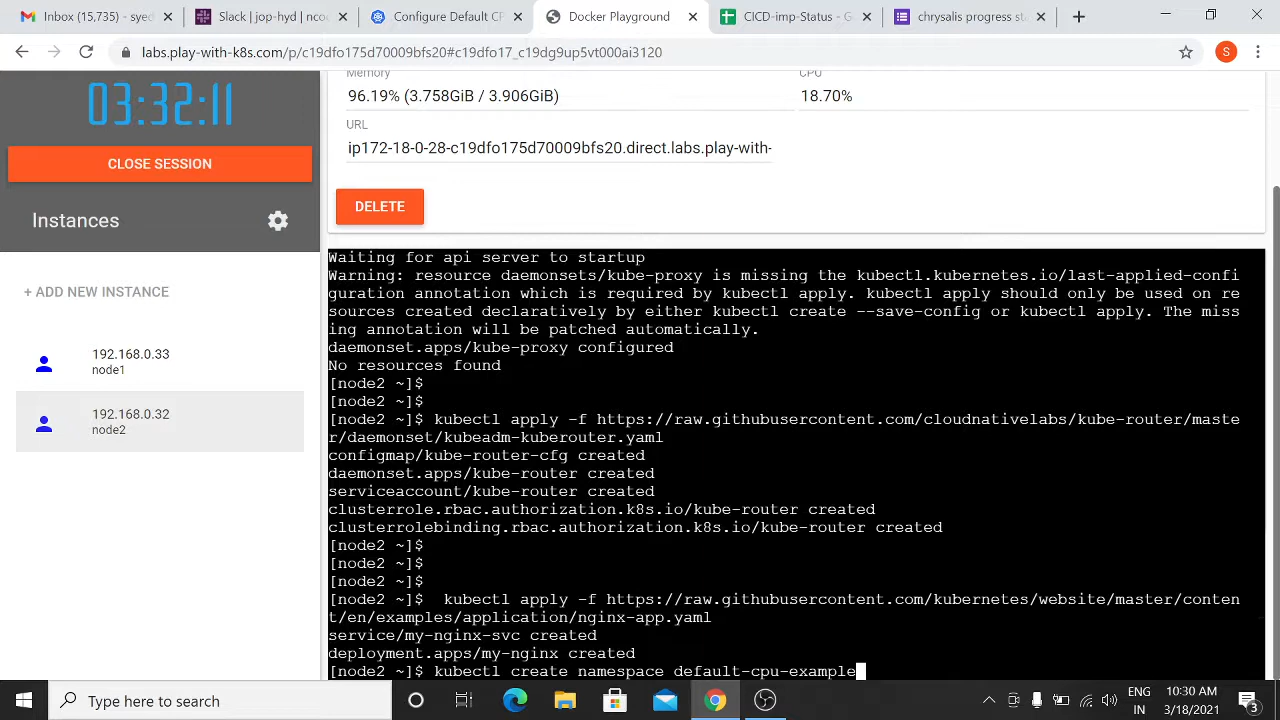 Gmail (15,735) - syed
Slack | jop-hyd | nco
Configure Default CP
Docker Playground
CICD-imp-Status - G
chrysalis progress sta
labs.play-with-k8s.com/p/c19dfo175d70009bfs20#c19dfo17_c19dg9up5vt000ai3120
S
03:32:11
CLOSE SESSION
Instances
+ ADD NEW INSTANCE
192.168.0.33
node1
192.168.0.32
node2
Memory
96.19% (3.758GiB / 3.906GiB)
CPU
18.70%
URL
ip172-18-0-28-c19dfo175d70009bfs20.direct.labs.play-with-
DELETE
Waiting for api server to startup
Warning: resource daemonsets/kube-proxy is missing the kubectl.kubernetes.io/last-applied-confi
guration annotation which is required by kubectl apply. kubectl apply should only be used on re
sources created declaratively by either kubectl create --save-config or kubectl apply. The miss
ing annotation will be patched automatically.
daemonset.apps/kube-proxy configured
No resources found
[node2 ~]$
[node2 ~]$
[node2 ~]$ kubectl apply -f https://raw.githubusercontent.com/cloudnativelabs/kube-router/maste
r/daemonset/kubeadm-kuberouter.yaml
configmap/kube-router-cfg created
daemonset.apps/kube-router created
serviceaccount/kube-router created
clusterrole.rbac.authorization.k8s.io/kube-router created
clusterrolebinding.rbac.authorization.k8s.io/kube-router created
[node2 ~]$
[node2 ~]$
[node2 ~]$
[node2 ~]$  kubectl apply -f https://raw.githubusercontent.com/kubernetes/website/master/conten
t/en/examples/application/nginx-app.yaml
service/my-nginx-svc created
deployment.apps/my-nginx created
[node2 ~]$ kubectl create namespace default-cpu-example
Type here to search
ENG
IN
10:30 AM
3/18/2021
3